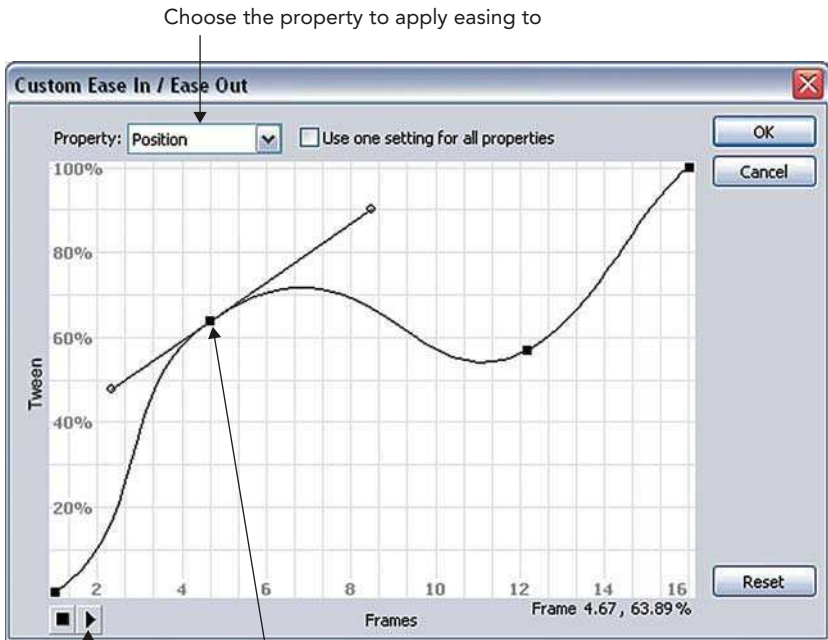 Choose the property to apply easing to
Custom Ease In / Ease Out
Property: Position Use one setting for all properties OK
Cancel
100%
80%
60%
40%
20%
Tween
2 4 6 8 10 12 14 16
Frames
Frame 4.67, 63.89%
Reset